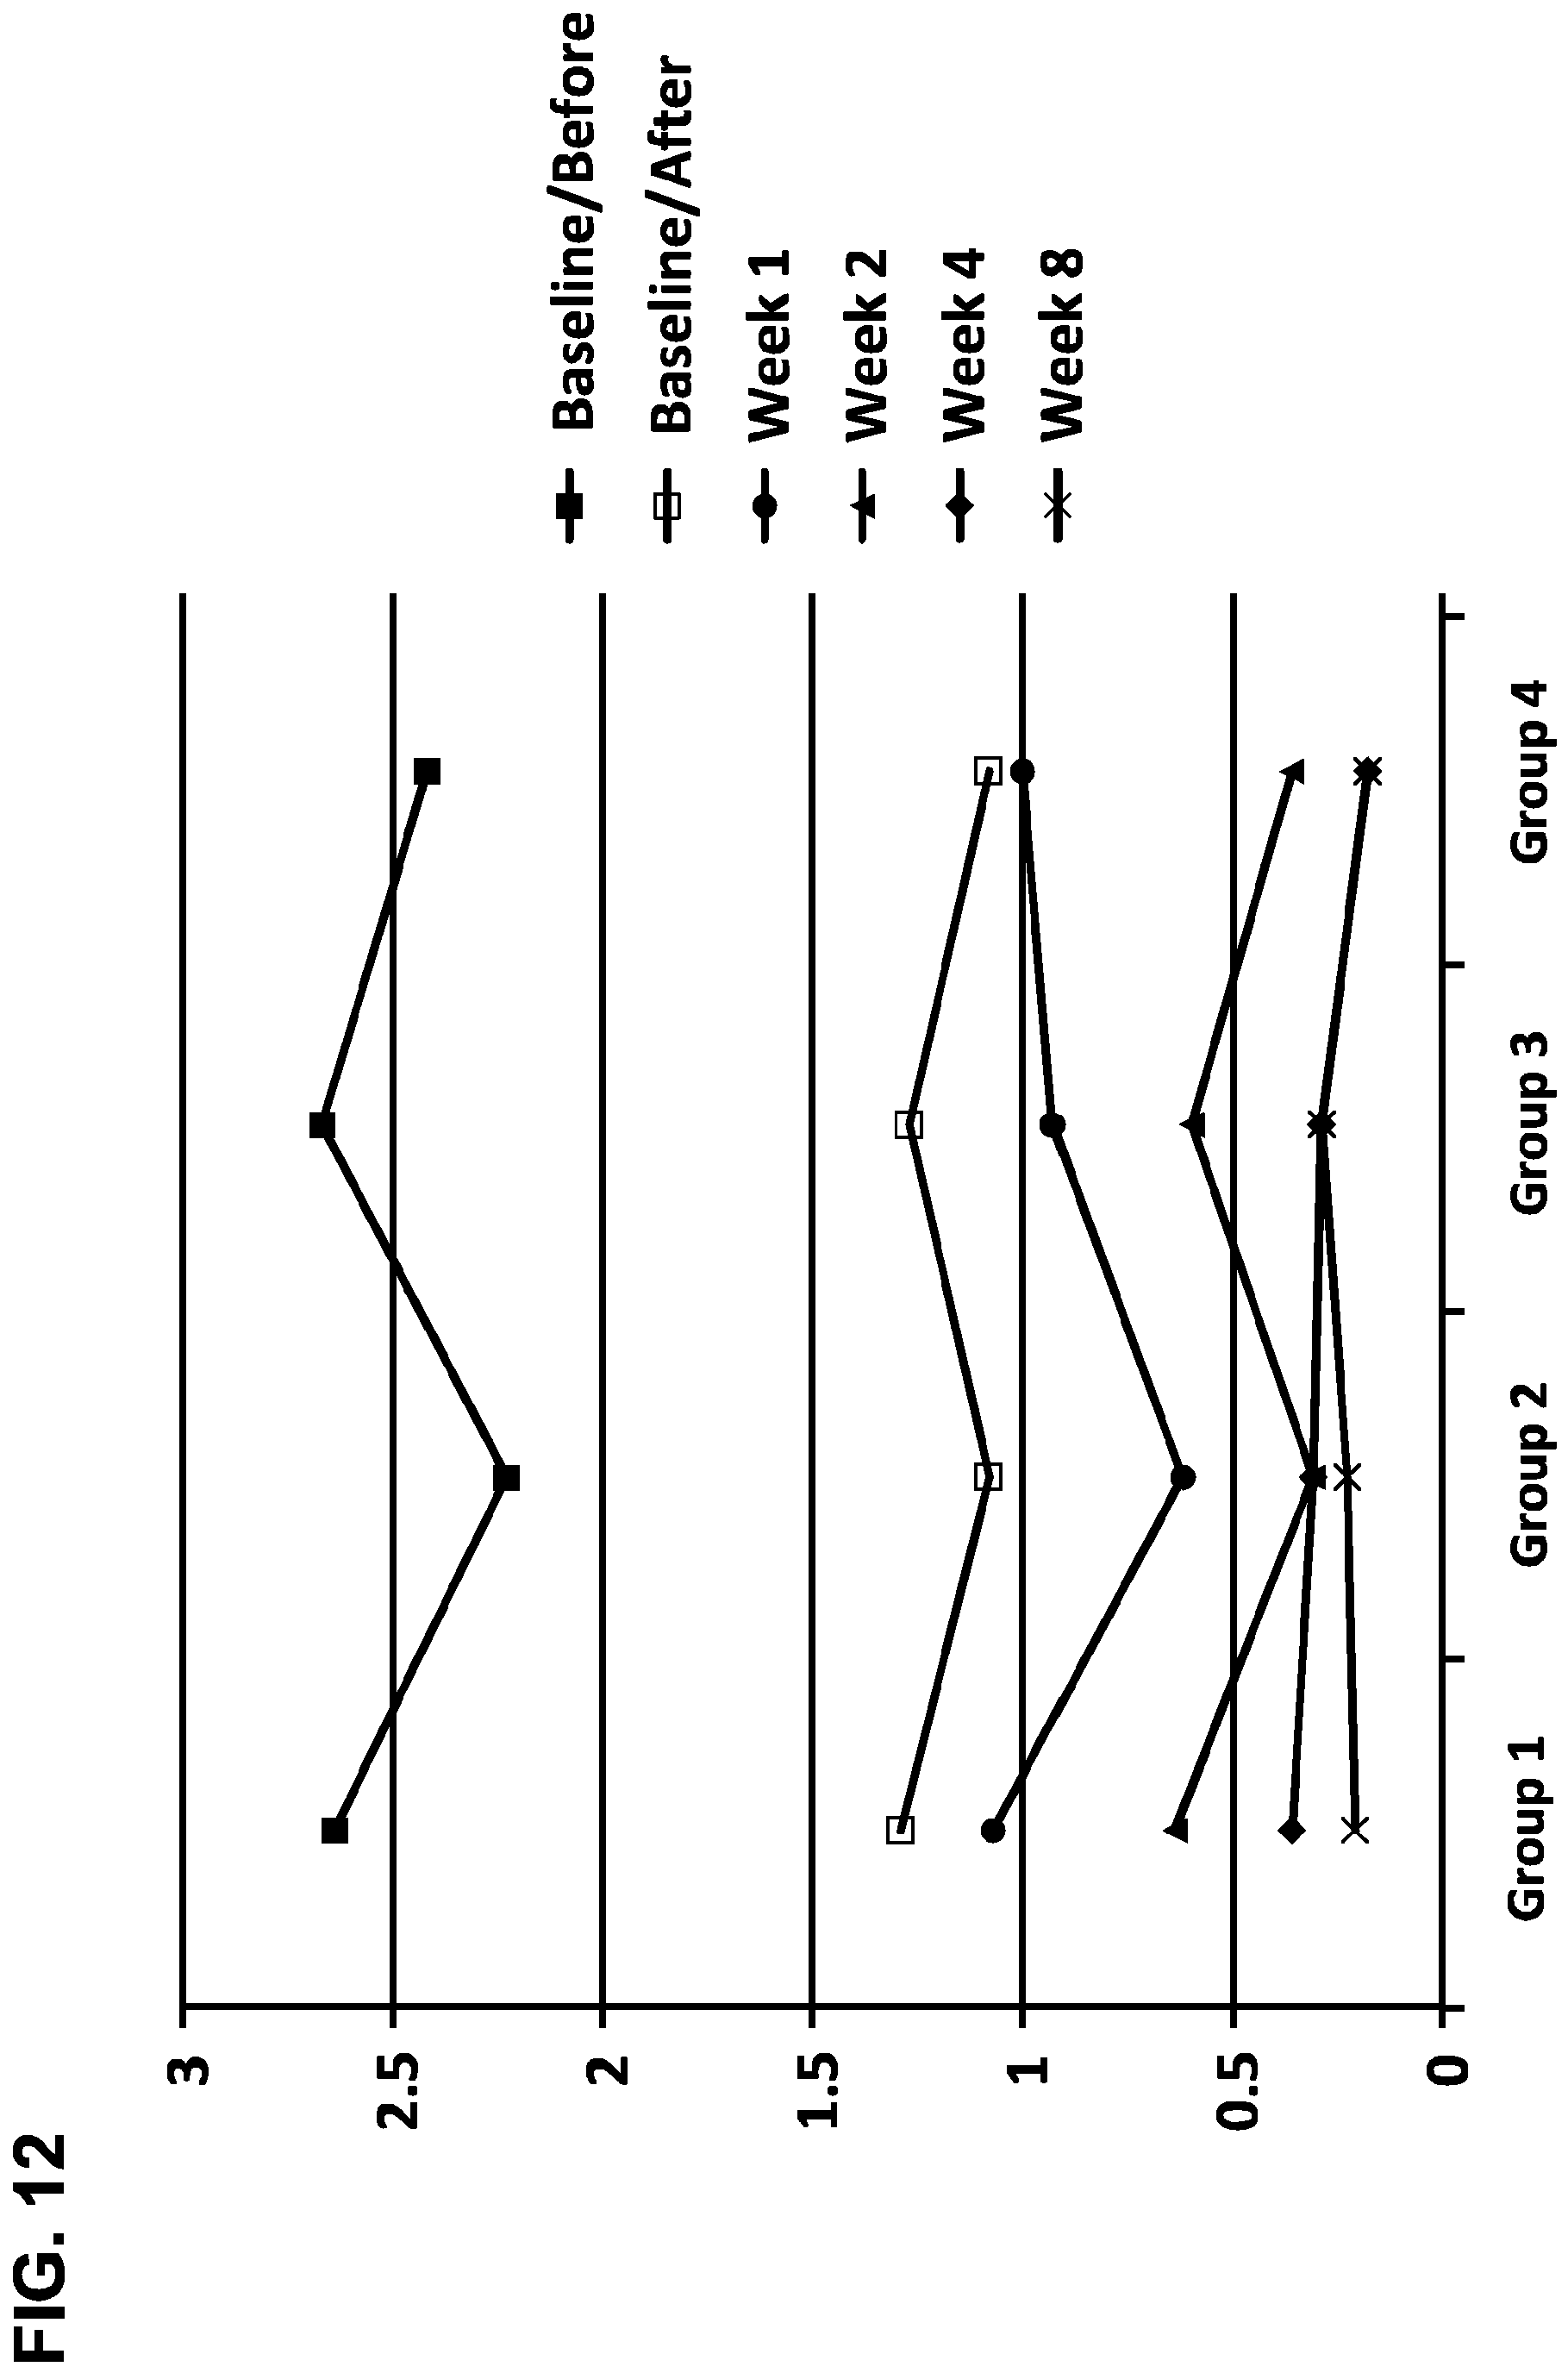 FIG. 12
3
2.5
2
1.5
1
0.5
0
Group 1
Group 2
Group 3
Group 4
Baseline/Before
Baseline/After
Week 1
Week 2
Week 4
Week 8